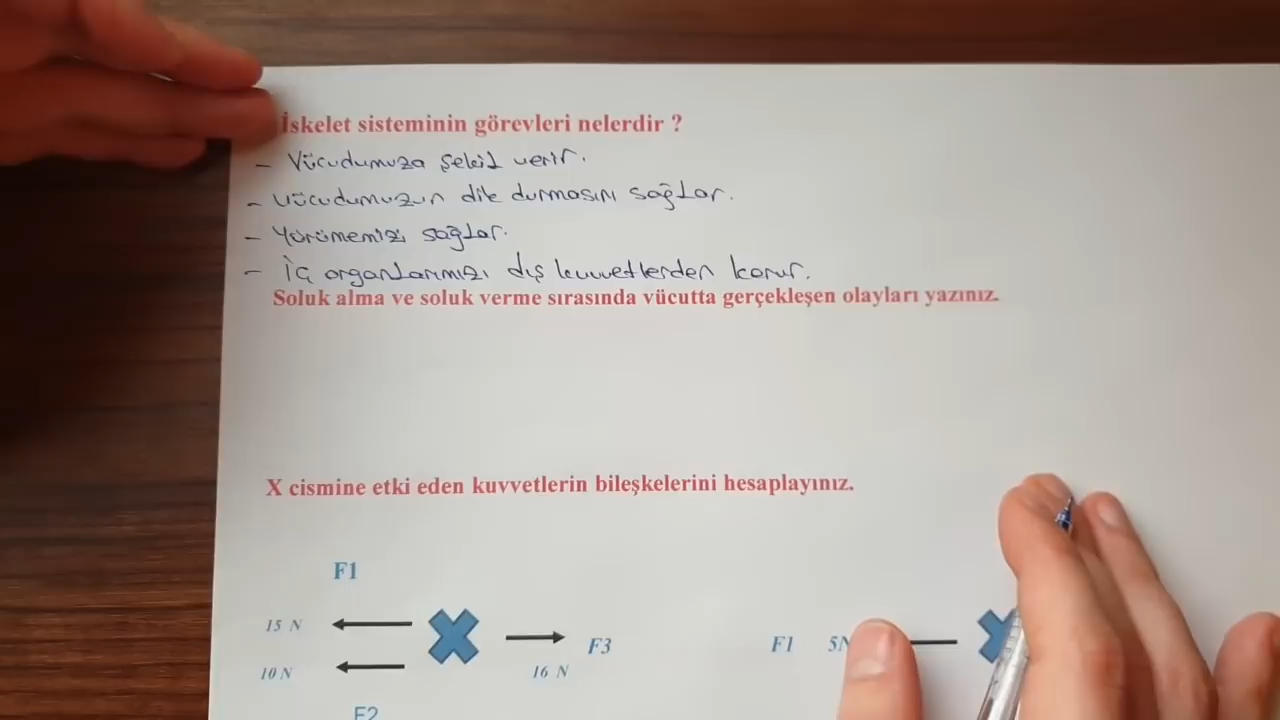 İskelet sisteminin görevleri nelerdir ?
- Vücudumuza şekil verir.
- vücudumuzun dik durmasını sağlar.
- Yürümemizi sağlar.
- İç organlarımızı dış kuvvetlerden korur.
Soluk alma ve soluk verme sırasında vücutta gerçekleşen olayları yazınız.
X cismine etki eden kuvvetlerin bileşkelerini hesaplayınız.
F1
15 N
F3
10 N
16 N
F2
F1 5N